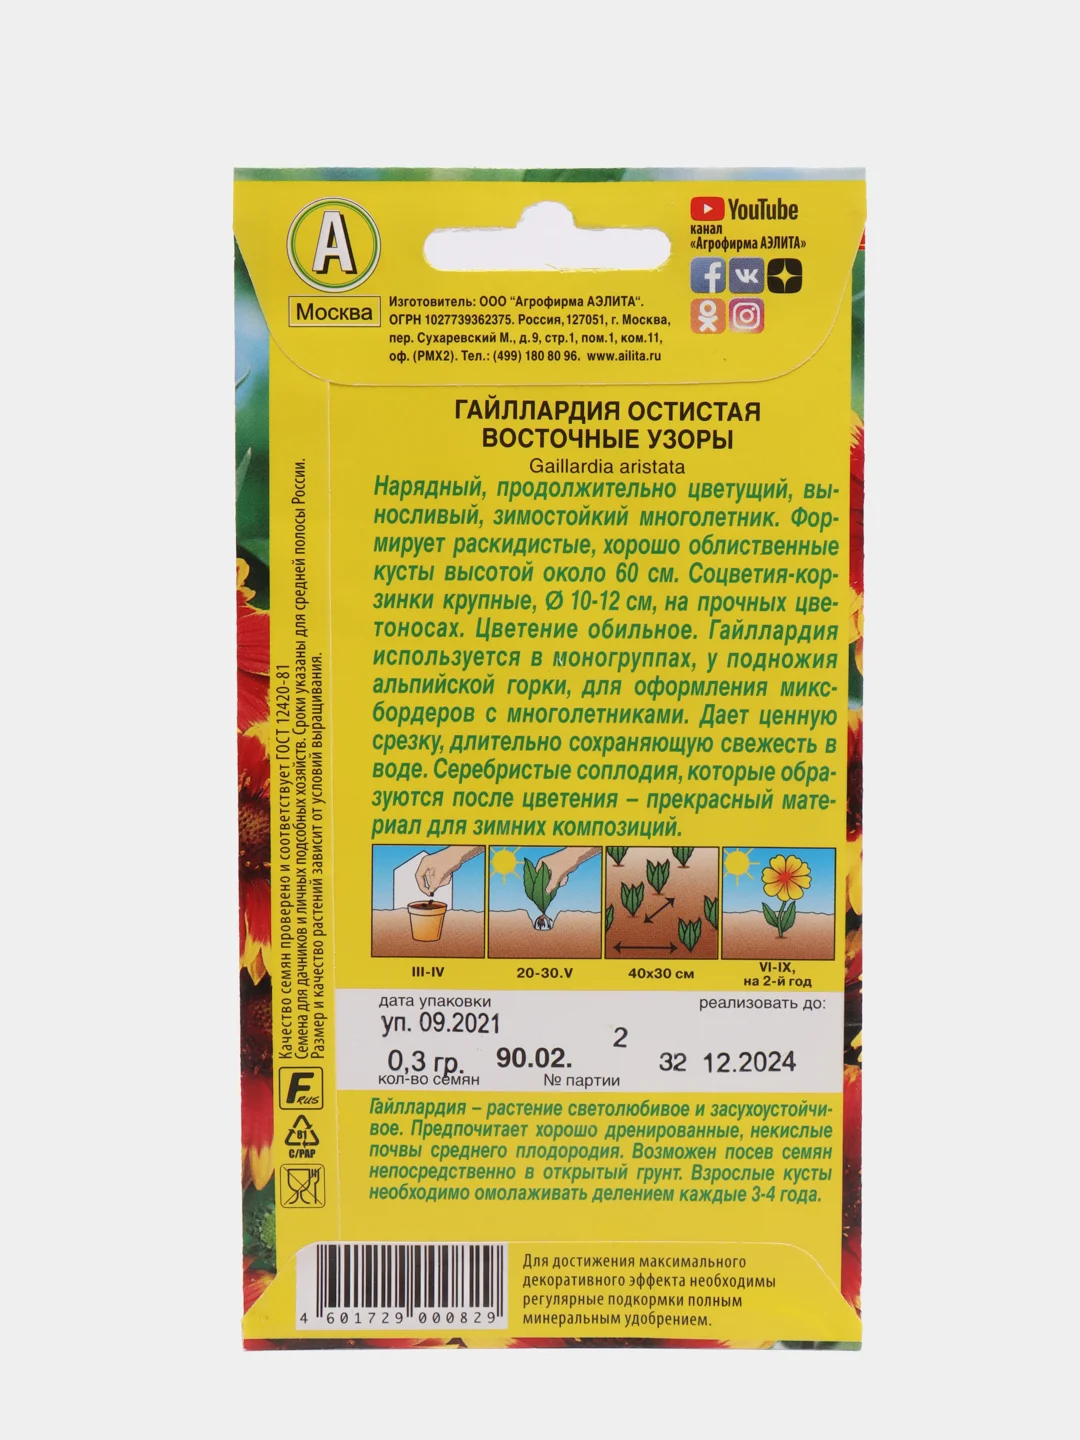 A
Москва
YouTube
канал
«Агрофирма АЭЛИТА»
Изготовитель: ООО “Агрофирма АЭЛИТА“.
ОГРН 1027739362375. Россия,127051, г. Москва,
пер. Сухаревский М., д.9, стр.1, пом.1, ком.11,
оф. (РМХ2). Тел.: (499) 180 80 96. www.ailita.ru
ГАЙЛЛАРДИЯ ОСТИСТАЯ
ВОСТОЧНЫЕ УЗОРЫ
Gaillardia aristata
Нарядный, продолжительно цветущий, вы-
носливый, зимостойкий многолетник. Фор-
мирует раскидистые, хорошо облиственные
кусты высотой около 60 см. Соцветия-кор-
зинки крупные, Ø 10-12 см, на прочных цве-
тоносах. Цветение обильное. Гайллардия
используется в моногруппах, у подножия
альпийской горки, для оформления микс-
бордеров с многолетниками. Дает ценную
срезку, длительно сохраняющую свежесть в
воде. Серебристые соплодия, которые обра-
зуются после цветения – прекрасный мате-
риал для зимних композиций.
III-IV
20-30.V
40х30 см
VI-IX,
на 2-й год
дата упаковки
реализовать до:
уп. 09.2021
2
0,3 гр.
90.02.
32 12.2024
кол-во семян
№ партии
Гайллардия – растение светолюбивое и засухоустойчи-
вое. Предпочитает хорошо дренированные, некислые
почвы среднего плодородия. Возможен посев семян
непосредственно в открытый грунт. Взрослые кусты
необходимо омолаживать делением каждые 3-4 года.
Качество семян проверено и соответствует ГОСТ 12420-81
Семена для дачников и личных подсобных хозяйств. Сроки указаны для средней полосы России.
Размер и качество растений зависит от условий выращивания.
F RUS
81
C/PAP
4 601729 000829
Для достижения максимального
декоративного эффекта необходимы
регулярные подкормки полным
минеральным удобрением.